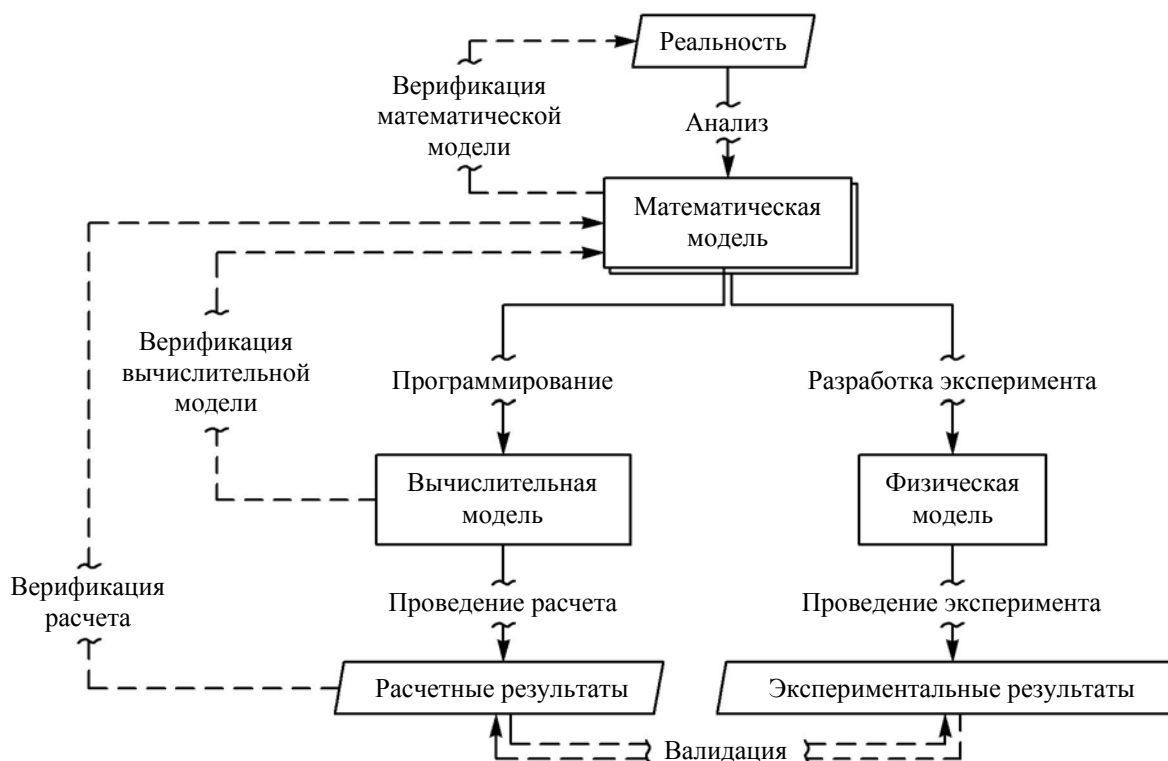 Реальность
Верификация
математической
модели
Анализ
Математическая
модель
Верификация
вычислительной
модели
Программирование
Разработка эксперимента
Вычислительная
модель
Физическая
модель
Верификация
расчета
Проведение расчета
Проведение эксперимента
Расчетные результаты
Экспериментальные результаты
Валидация